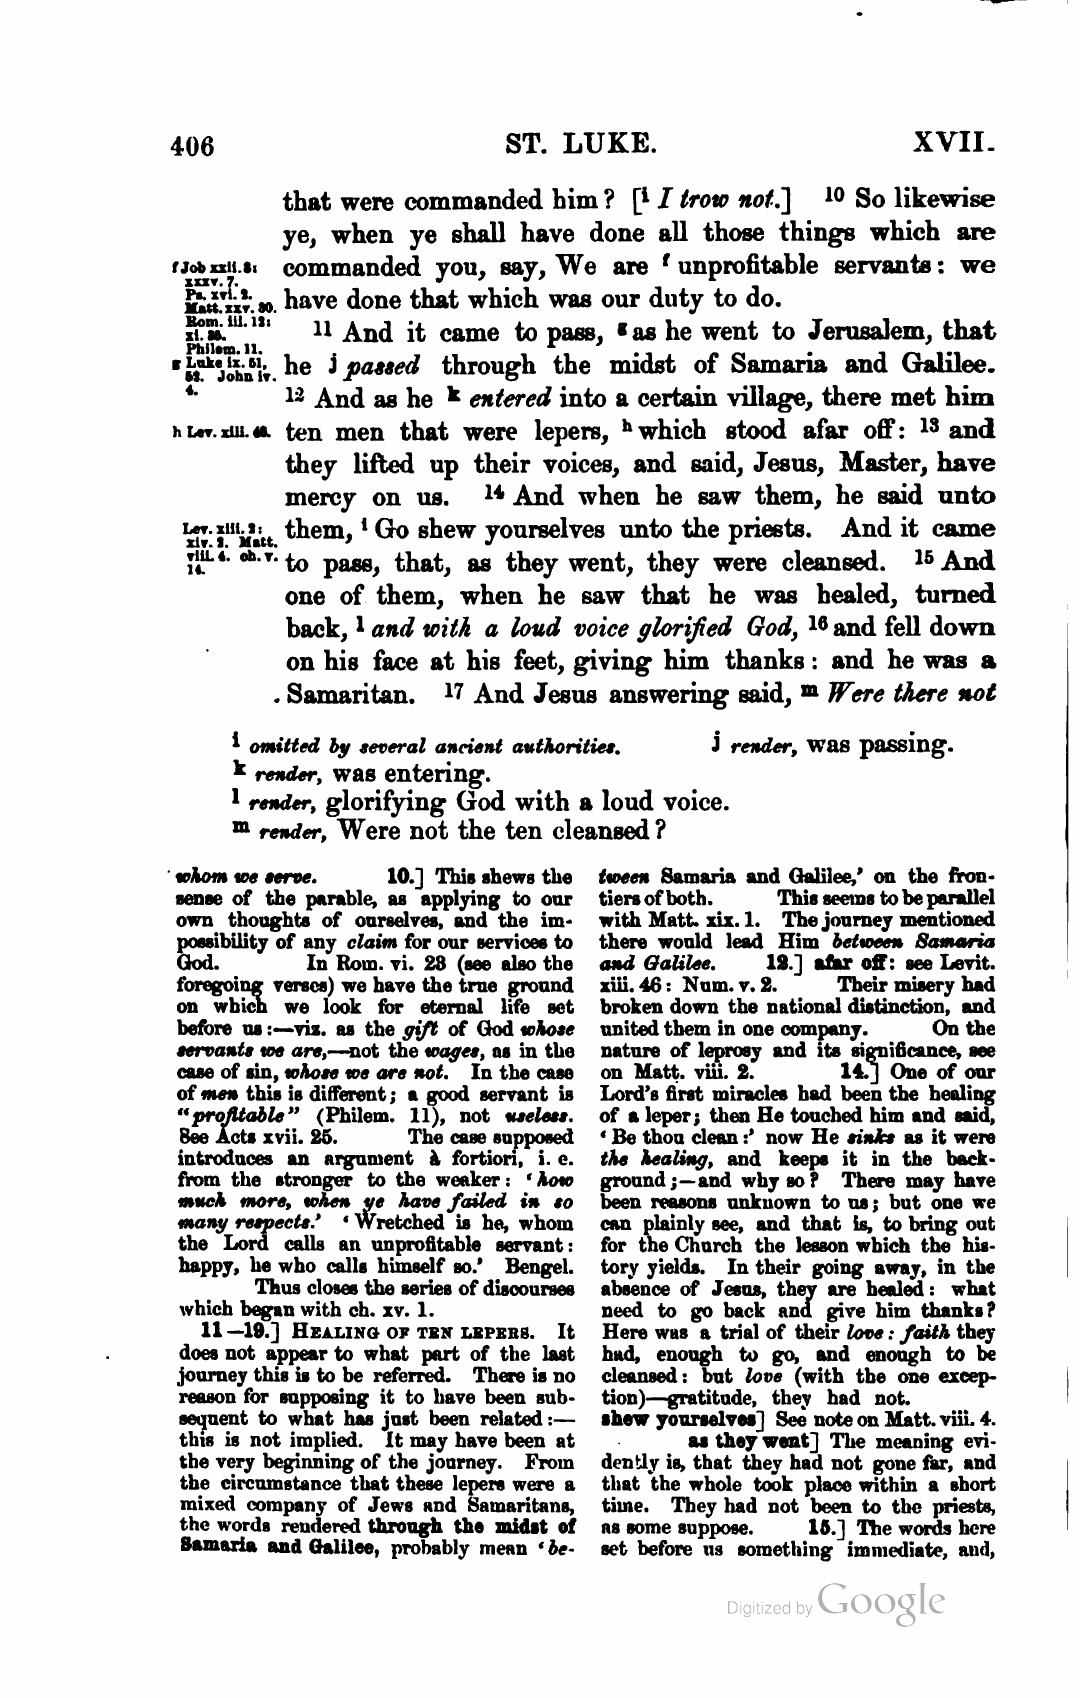 406 ST. LUKE. XVII.
that were commanded him? [i I trow not.] 10 So likewise
ye, when ye shall have done all those things which are
commanded you, say, We are f unprofitable servants: we
have done that which was our duty to do.
11 And it came to pass, g as he went to Jerusalem, that
he j passed through the midst of Samaria and Galilee.
12 And as he k entered into a certain village, there met him
ten men that were lepers, h which stood afar off: 13 and
they lifted up their voices, and said, Jesus, Master, have
mercy on us. 14 And when he saw them, he said unto
them, i Go shew yourselves unto the priests. And it came
to pass, that, as they went, they were cleansed. 15 And
one of them, when he saw that he was healed, turned
back, l and with a loud voice glorified God, 16 and fell down
on his face at his feet, giving him thanks: and he was a
Samaritan. 17 And Jesus answering said, m Were there not
f Job xxii. 2:
xxxv. 7.
Ps. xvi. 2.
Matt. xxv. 30.
Rom. iii. 12:
xi. 35.
Philem. 11.
g Luke ix. 51,
52. John iv.
4.
h Lev. xiii. 46.
Lev. xiii. 2:
xiv. 2. Matt.
viii. 4. ch. v.
14.
i omitted by several ancient authorities. j render, was passing.
k render, was entering.
l render, glorifying God with a loud voice.
m render, Were not the ten cleansed?
whom we serve. 10.] This shews the
sense of the parable, as applying to our
own thoughts of ourselves, and the im-
possibility of any claim for our services to
God. In Rom. vi. 23 (see also the
foregoing verses) we have the true ground
on which we look for eternal life set
before us:—viz. as the gift of God whose
servants we are,—not the wages, as in the
case of sin, whose we are not. In the case
of men this is different; a good servant is
"profitable" (Philem. 11), not useless.
See Acts xvii. 25. The case supposed
introduces an argument à fortiori, i. e.
from the stronger to the weaker: 'how
much more, when ye have failed in so
many respects.' 'Wretched is he, whom
the Lord calls an unprofitable servant:
happy, he who calls himself so.' Bengel.
Thus closes the series of discourses
which began with ch. xv. 1.
11—19.] HEALING OF TEN LEPERS. It
does not appear to what part of the last
journey this is to be referred. There is no
reason for supposing it to have been sub-
sequent to what has just been related:—
this is not implied. It may have been at
the very beginning of the journey. From
the circumstance that these lepers were a
mixed company of Jews and Samaritans,
the words rendered through the midst of
Samaria and Galilee, probably mean 'be-
tween Samaria and Galilee,' on the fron-
tiers of both. This seems to be parallel
with Matt. xix. 1. The journey mentioned
there would lead Him between Samaria
and Galilee. 12.] afar off: see Levit.
xiii. 46: Num. v. 2. Their misery had
broken down the national distinction, and
united them in one company. On the
nature of leprosy and its significance, see
on Matt. viii. 2. 14.] One of our
Lord's first miracles had been the healing
of a leper; then He touched him and said,
'Be thou clean:' now He sinks as it were
the healing, and keeps it in the back-
ground;—and why so? There may have
been reasons unknown to us; but one we
can plainly see, and that is, to bring out
for the Church the lesson which the his-
tory yields. In their going away, in the
absence of Jesus, they are healed: what
need to go back and give him thanks?
Here was a trial of their love: faith they
had, enough to go, and enough to be
cleansed: but love (with the one excep-
tion)—gratitude, they had not.
shew yourselves] See note on Matt. viii. 4.
as they went] The meaning evi-
dently is, that they had not gone far, and
that the whole took place within a short
time. They had not been to the priests,
as some suppose. 15.] The words here
set before us something immediate, and,
Digitized by Google